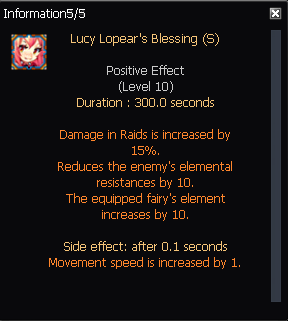 Information5/5
Lucy Lopear's Blessing (S)
Positive Effect
(Level 10)
Duration : 300.0 seconds
Damage in Raids is increased by
15%.
Reduces the enemy's elemental
resistances by 10.
The equipped fairy's element
increases by 10.
Side effect: after 0.1 seconds
Movement speed is increased by 1.